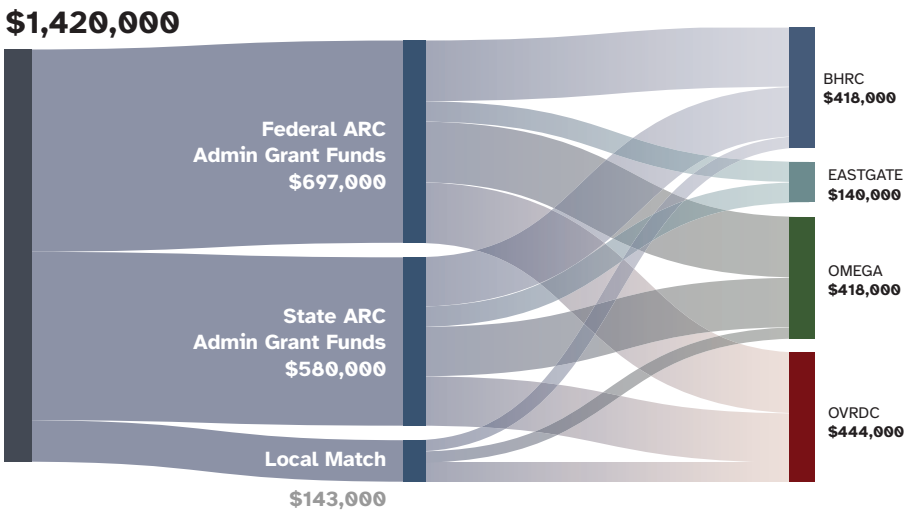 $1,420,000
Federal ARC
Admin Grant Funds
$697,000
State ARC
Admin Grant Funds
$580,000
Local Match
$143,000
BHRC
$418,000
EASTGATE
$140,000
OMEGA
$418,000
OVRDC
$444,000